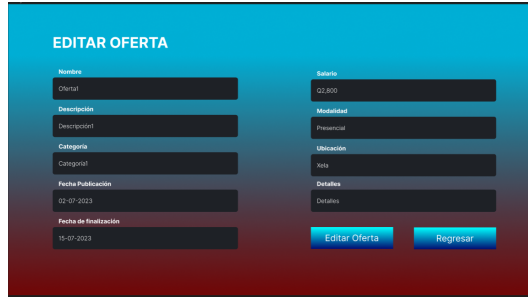 EDITAR OFERTA
Nombre
Oferta1
Descripción
Descripción1
Categoría
Categoria1
Fecha Publicación
02-07-2023
Fecha de finalización
15-07-2023
Salario
Q2,800
Modalidad
Presencial
Ubicación
Xela
Detalles
Detalles
Editar Oferta
Regresar